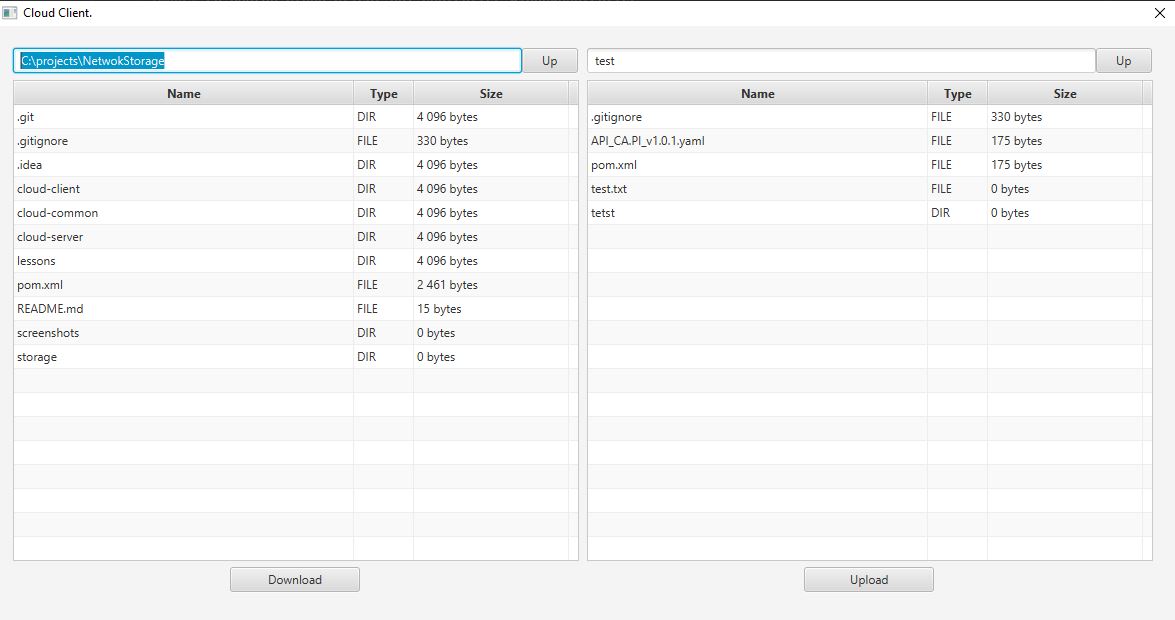 Cloud Client.
C:\projects\NetwokStorage Up test Up
Name Type Size Name Type Size
.git DIR 4 096 bytes .gitignore FILE 330 bytes
.gitignore FILE 330 bytes API_CA.PI_v1.0.1.yaml FILE 175 bytes
.idea DIR 4 096 bytes pom.xml FILE 175 bytes
cloud-client DIR 4 096 bytes test.txt FILE 0 bytes
cloud-common DIR 4 096 bytes tetst DIR 0 bytes
cloud-server DIR 4 096 bytes
lessons DIR 4 096 bytes
pom.xml FILE 2 461 bytes
README.md FILE 15 bytes
screenshots DIR 0 bytes
storage DIR 0 bytes
Download Upload